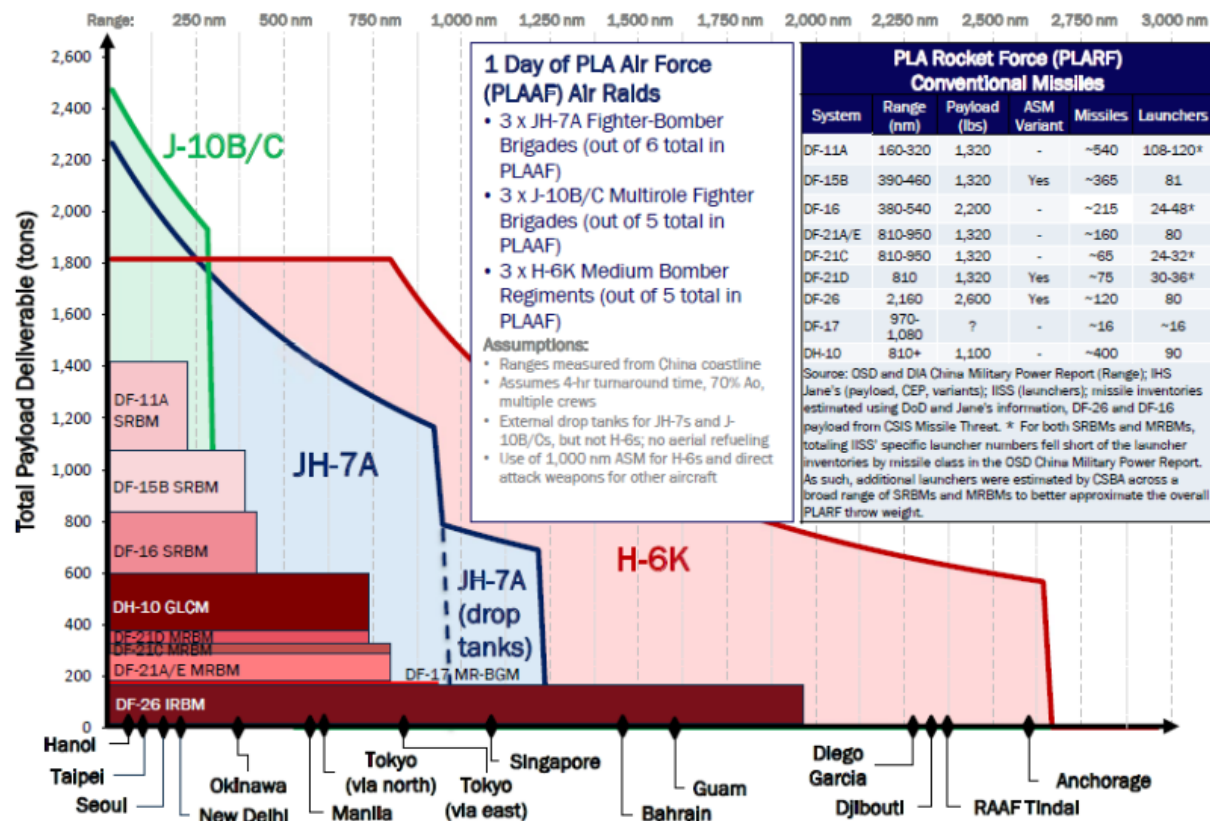 Range: 250 nm 500 nm 750 nm 1,000 nm 1,250 nm 1,500 nm 1,750 nm 2,000 nm 2,250 nm 2,500 nm 2,750 nm 3,000 nm
Total Payload Deliverable (tons)
2,600
2,400
2,200
2,000
1,800
1,600
1,400
1,200
1,000
800
600
400
200
0
J-10B/C
JH-7A
JH-7A
(drop
tanks)
H-6K
DF-11A
SRBM
DF-15B SRBM
DF-16 SRBM
DH-10 GLCM
DF-21D MRBM
DF-21C MRBM
DF-21A/E MRBM
DF-17 MR-BGM
DF-26 IRBM
1 Day of PLA Air Force
(PLAAF) Air Raids
• 3 x JH-7A Fighter-Bomber
Brigades (out of 6 total in
PLAAF)
• 3 x J-10B/C Multirole Fighter
Brigades (out of 5 total in
PLAAF)
• 3 x H-6K Medium Bomber
Regiments (out of 5 total in
PLAAF)
Assumptions:
• Ranges measured from China coastline
• Assumes 4-hr turnaround time, 70% Ao,
multiple crews
• External drop tanks for JH-7s and J-
10B/Cs, but not H-6s; no aerial refueling
• Use of 1,000 nm ASM for H-6s and direct
attack weapons for other aircraft
PLA Rocket Force (PLARF)
Conventional Missiles
System Range (nm) Payload (lbs) ASM Variant Missiles Launchers
DF-11A 160-320 1,320 - ~540 108-120*
DF-15B 390-460 1,320 Yes ~365 81
DF-16 380-540 2,200 - ~215 24-48*
DF-21A/E 810-950 1,320 - ~160 80
DF-21C 810-950 1,320 - ~65 24-32*
DF-21D 810 1,320 Yes ~75 30-36*
DF-26 2,160 2,600 Yes ~120 80
DF-17 970-1,080 ? - ~16 ~16
DH-10 810+ 1,100 - ~400 90
Source: OSD and DIA China Military Power Report (Range); IHS
Jane's (payload, CEP, variants); IISS (launchers); missile inventories
estimated using DoD and Jane's information, DF-26 and DF-16
payload from CSIS Missile Threat. * For both SRBMs and MRBMs,
totaling IISS' specific launcher numbers fell short of the launcher
inventories by missile class in the OSD China Military Power Report.
As such, additional launchers were estimated by CSBA across a
broad range of SRBMs and MRBMs to better approximate the overall
PLARF throw weight.
Hanoi
Taipei
Seoul
New Delhi
Okinawa
Manila
Tokyo
(via north)
Tokyo
(via east)
Singapore
Bahrain
Guam
Diego
Garcia
Djibouti
RAAF Tindal
Anchorage